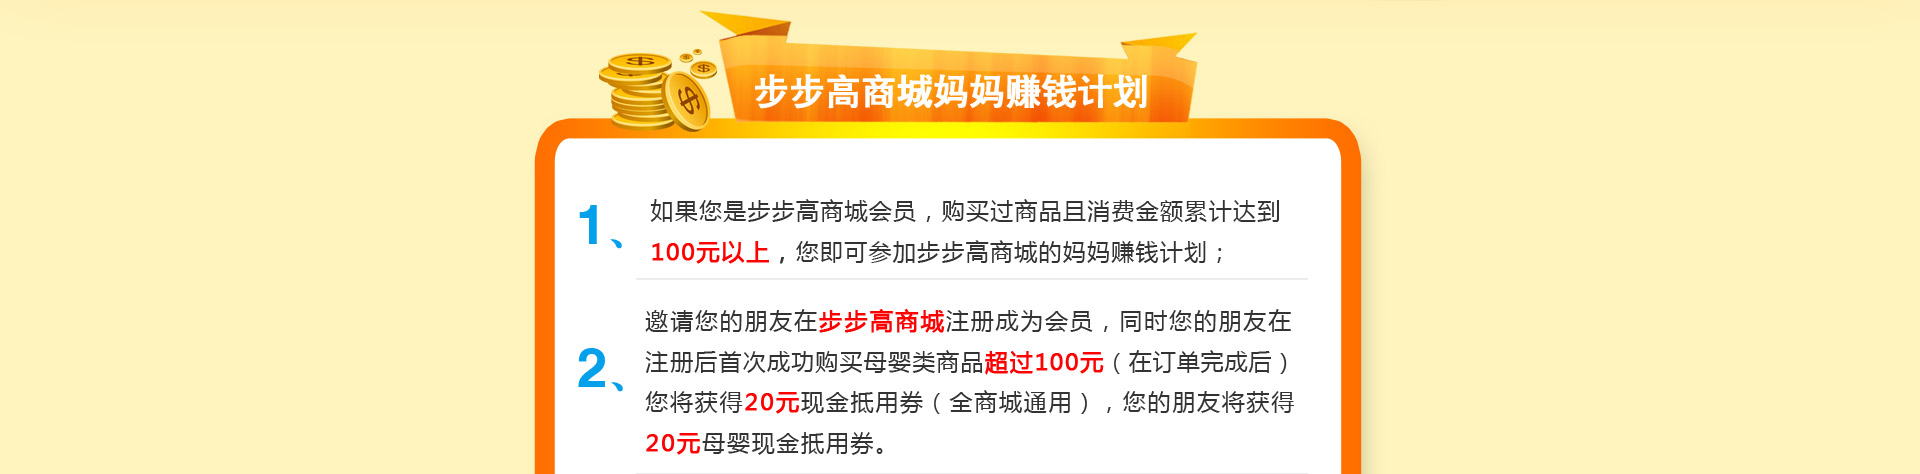 步步高商城妈妈赚钱计划
1、
如果您是步步高商城会员，购买过商品且消费金额累计达到
100元以上，您即可参加步步高商城的妈妈赚钱计划；
2、
邀请您的朋友在步步高商城注册成为会员，同时您的朋友在
注册后首次成功购买母婴类商品超过100元（在订单完成后）
您将获得20元现金抵用券（全商城通用），您的朋友将获得
20元母婴现金抵用券。